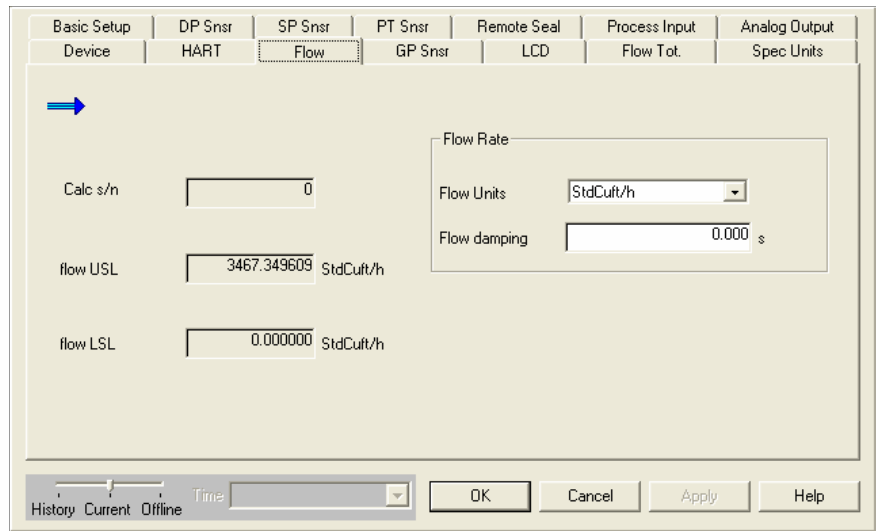 Basic Setup DP Snsr SP Snsr PT Snsr Remote Seal Process Input Analog Output
Device HART Flow GP Snsr LCD Flow Tot. Spec Units
Flow Rate
Calc s/n 0
Flow Units StdCuft/h
Flow damping 0.000 s
flow USL 3467.349609 StdCuft/h
flow LSL 0.000000 StdCuft/h
Time OK Cancel Apply Help
History Current Offline